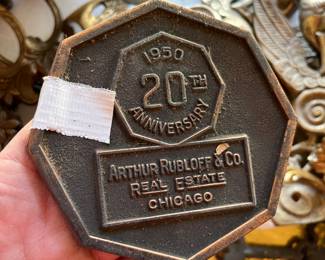 1950
20TH
ANNIVERSARY
ARTHUR RUBLOFF & CO.
REAL ESTATE
CHICAGO